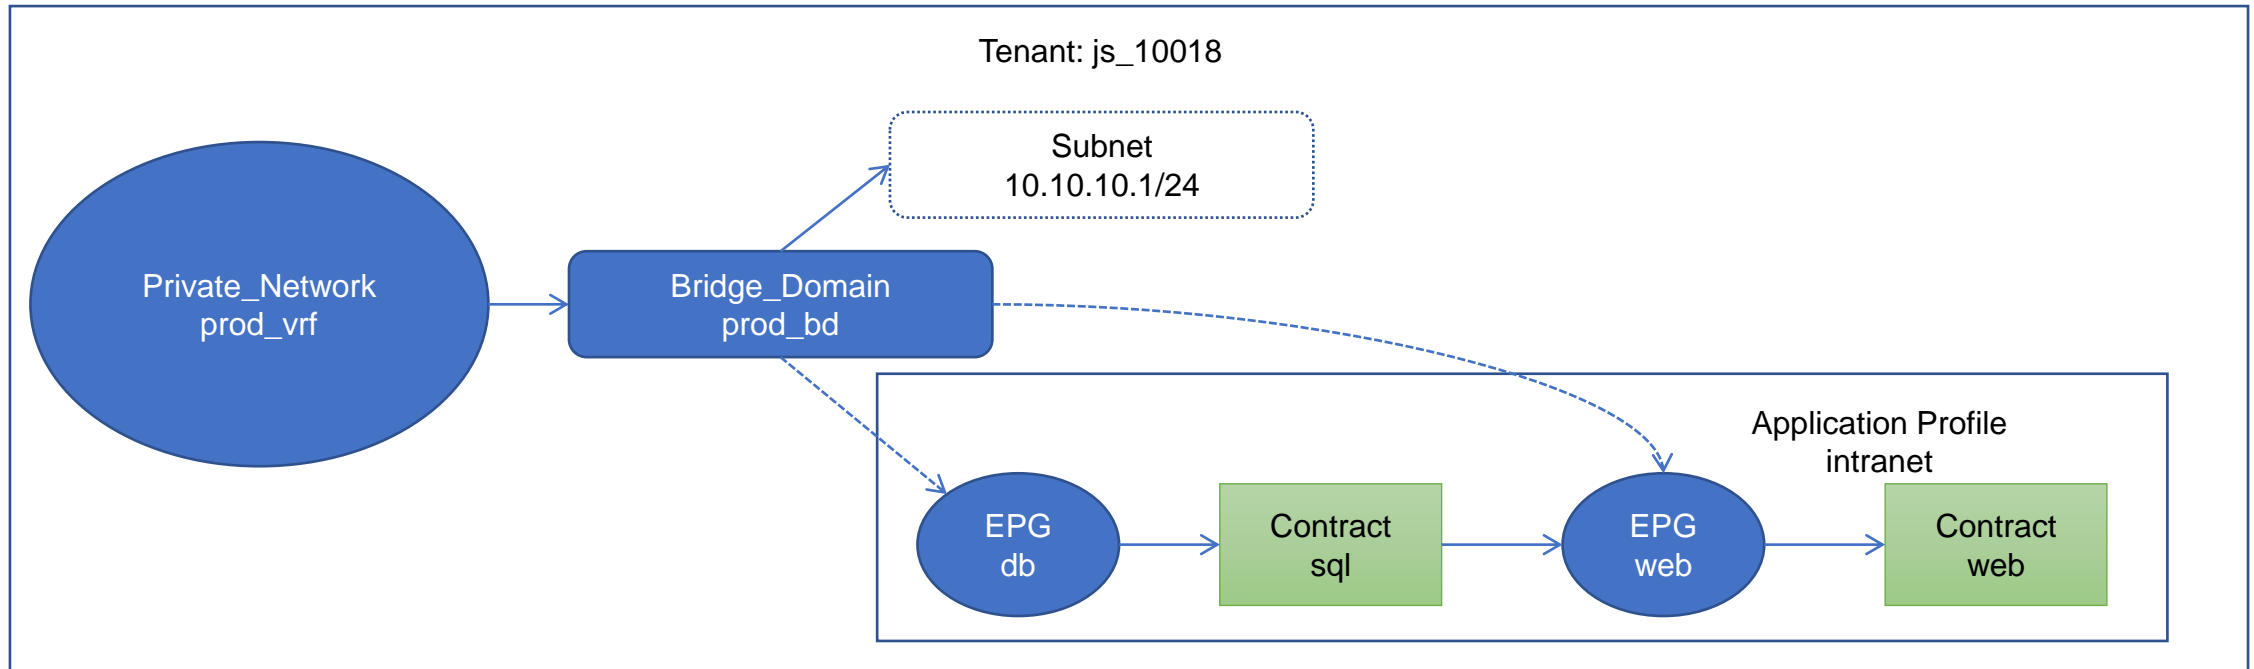 Tenant: js_10018
Subnet
10.10.10.1/24
Private_Network
prod_vrf
Bridge_Domain
prod_bd
Application Profile
intranet
EPG
db
Contract
sql
EPG
web
Contract
web